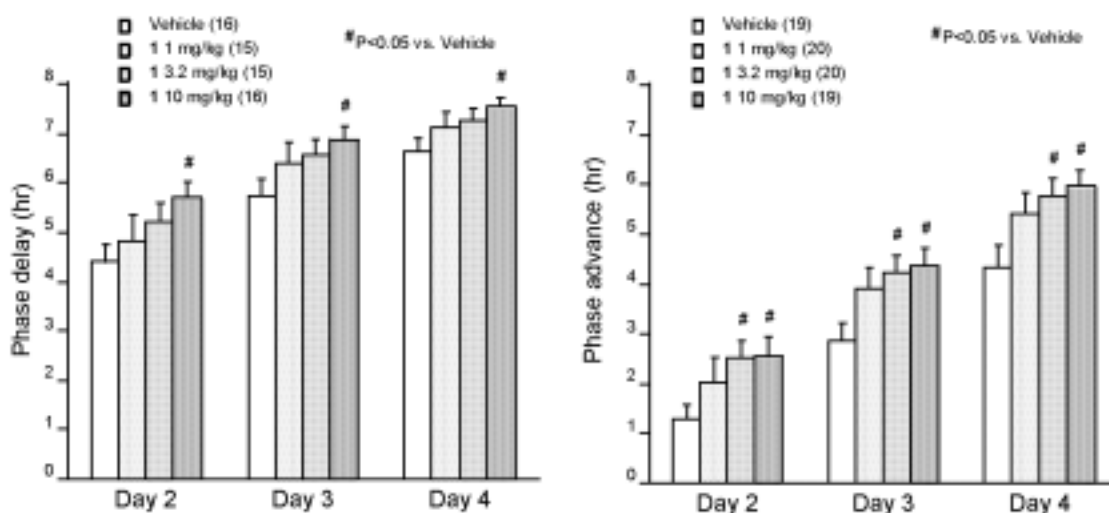 Vehicle (16)
1 1 mg/kg (15)
1 3.2 mg/kg (15)
1 10 mg/kg (16)
#P<0.05 vs. Vehicle
8
7
6
5
4
3
2
1
0
Phase delay (hr)
# # #
Day 2 Day 3 Day 4
Vehicle (19)
1 1 mg/kg (20)
1 3.2 mg/kg (20)
1 10 mg/kg (19)
#P<0.05 vs. Vehicle
8
7
6
5
4
3
2
1
0
Phase advance (hr)
# # # # # #
Day 2 Day 3 Day 4